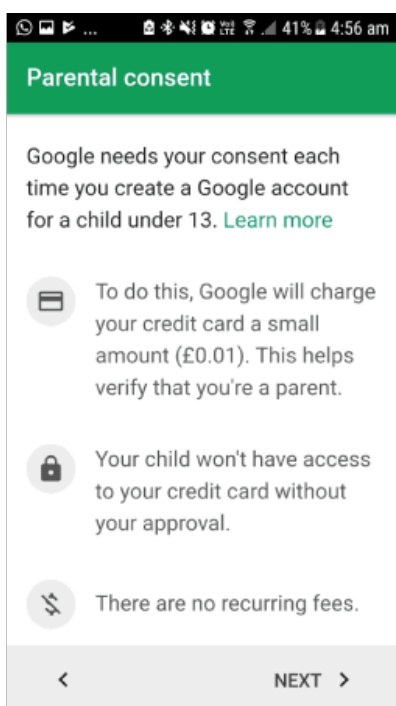 ... VoI LTE 41% 4:56 am
Parental consent
Google needs your consent each
time you create a Google account
for a child under 13. Learn more
To do this, Google will charge
your credit card a small
amount (£0.01). This helps
verify that you're a parent.
Your child won't have access
to your credit card without
your approval.
There are no recurring fees.
NEXT